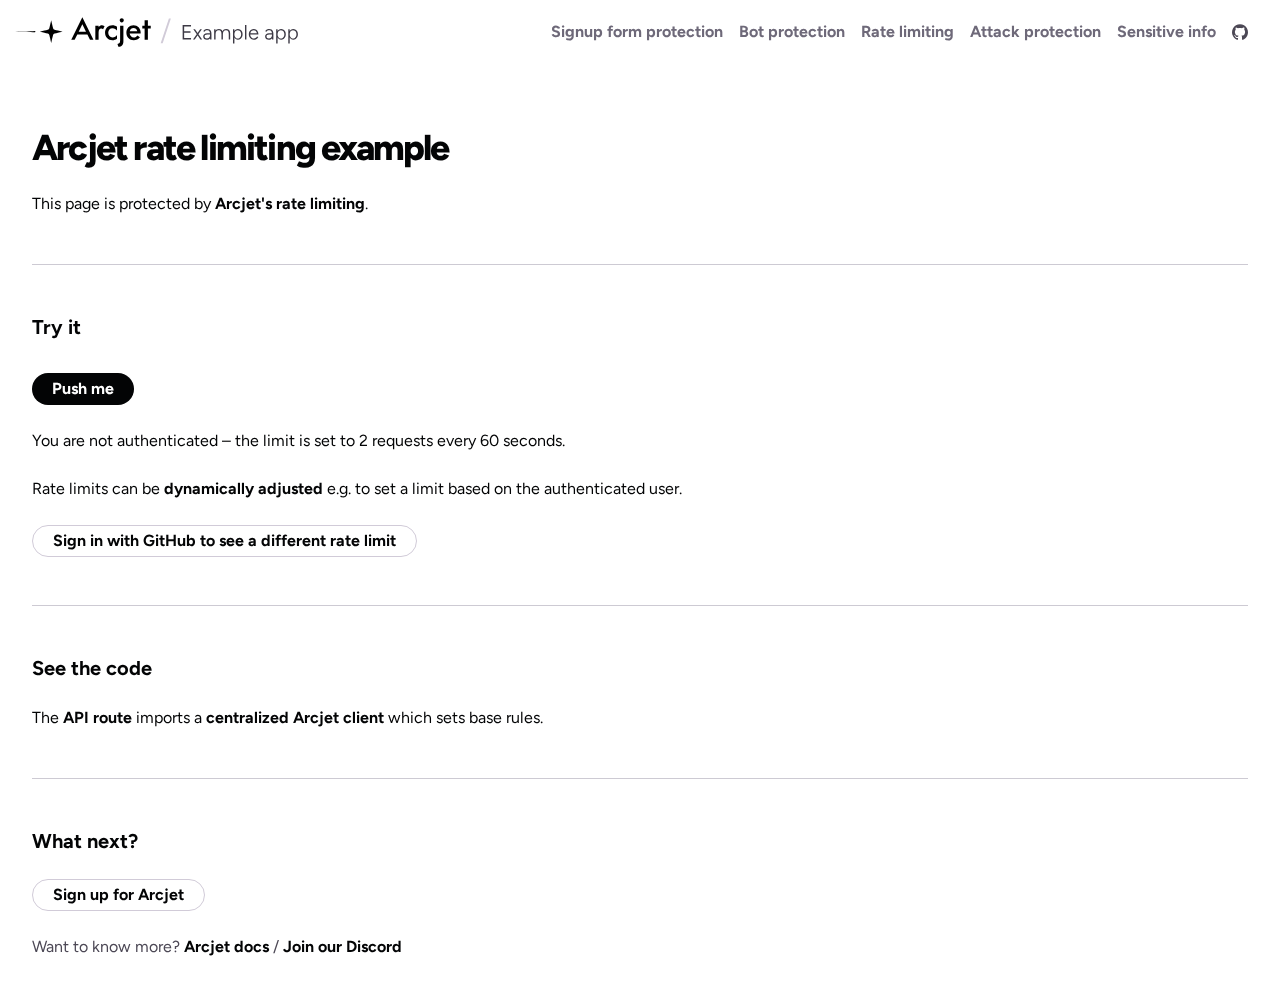 Arcjet / Example app
Signup form protection Bot protection Rate limiting Attack protection Sensitive info
Arcjet rate limiting example
This page is protected by Arcjet's rate limiting.
Try it
Push me
You are not authenticated – the limit is set to 2 requests every 60 seconds.
Rate limits can be dynamically adjusted e.g. to set a limit based on the authenticated user.
Sign in with GitHub to see a different rate limit
See the code
The API route imports a centralized Arcjet client which sets base rules.
What next?
Sign up for Arcjet
Want to know more? Arcjet docs / Join our Discord